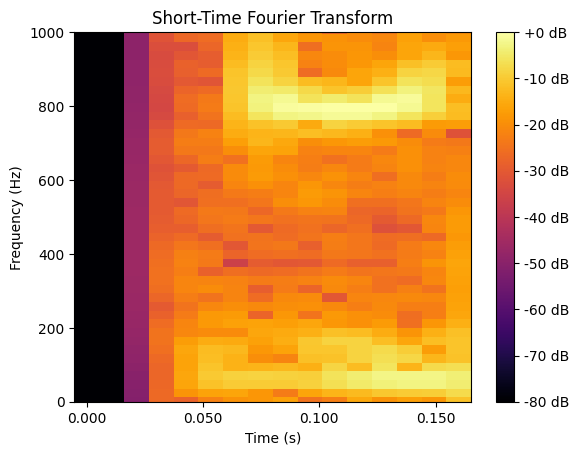 Short-Time Fourier Transform
Frequency (Hz)
1000
800
600
400
200
0
0.000
0.050
0.100
0.150
Time (s)
+0 dB
-10 dB
-20 dB
-30 dB
-40 dB
-50 dB
-60 dB
-70 dB
-80 dB